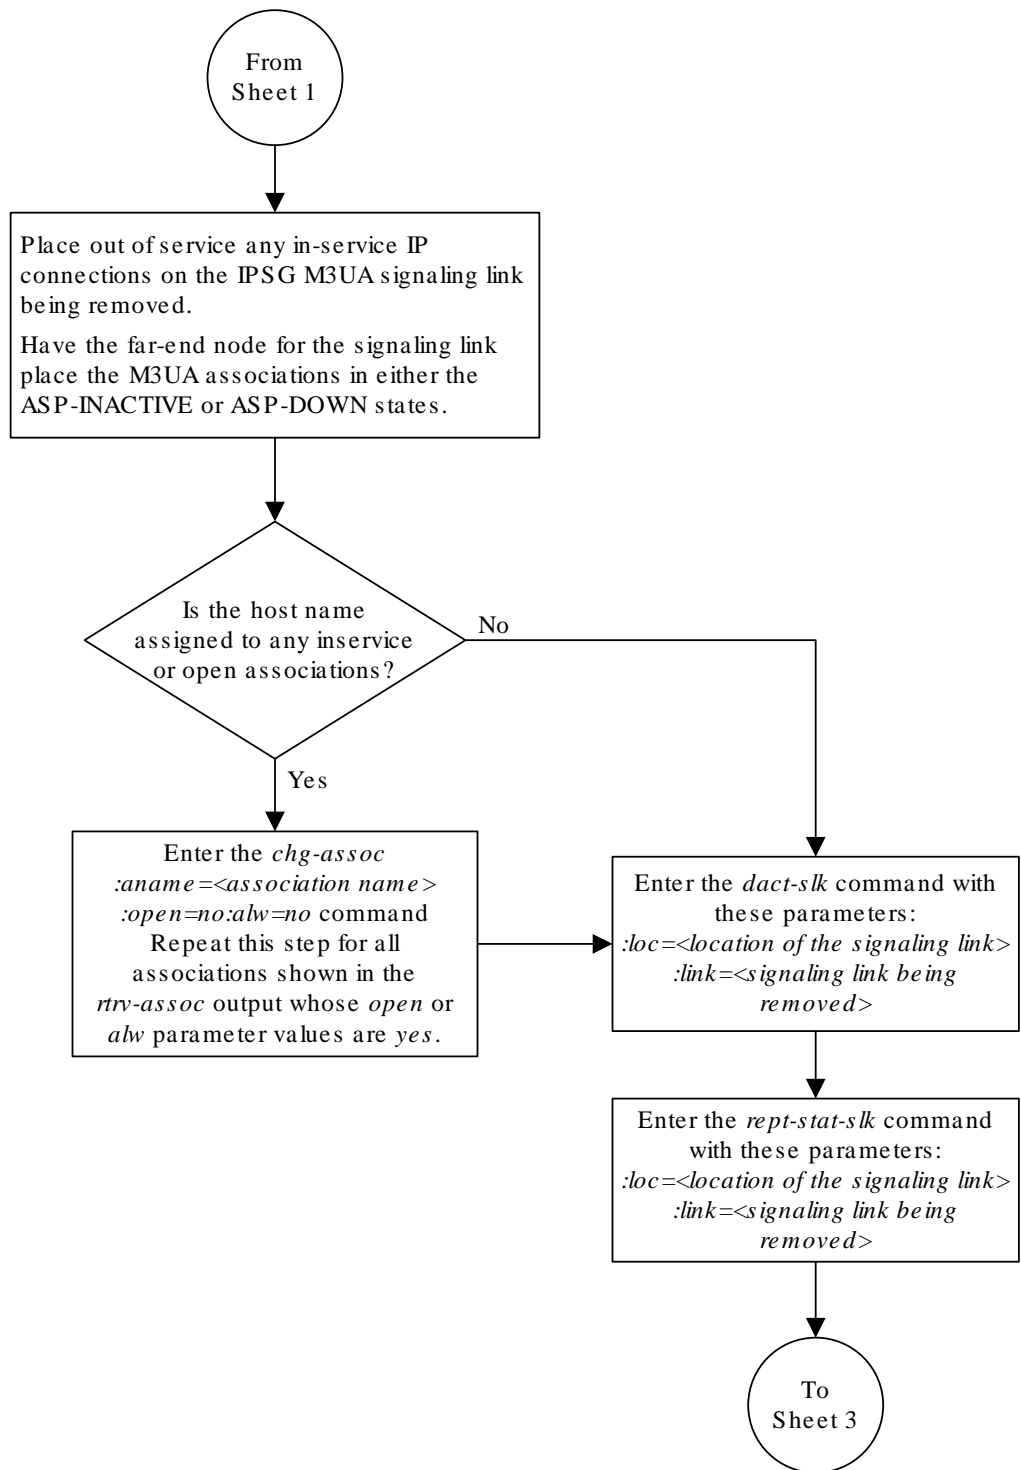 From
Sheet 1
Place out of service any in-service IP
connections on the IPSG M3UA signaling link
being removed.
Have the far-end node for the signaling link
place the M3UA associations in either the
ASP-INACTIVE or ASP-DOWN states.
Is the host name
assigned to any inservice
or open associations?
No
Yes
Enter the chg-assoc
:aname=<association name>
:open=no:alw=no command
Repeat this step for all
associations shown in the
rtrv-assoc output whose open or
alw parameter values are yes.
Enter the dact-slk command with
these parameters:
:loc=<location of the signaling link>
:link=<signaling link being
removed>
Enter the rept-stat-slk command
with these parameters:
:loc=<location of the signaling link>
:link=<signaling link being
removed>
To
Sheet 3